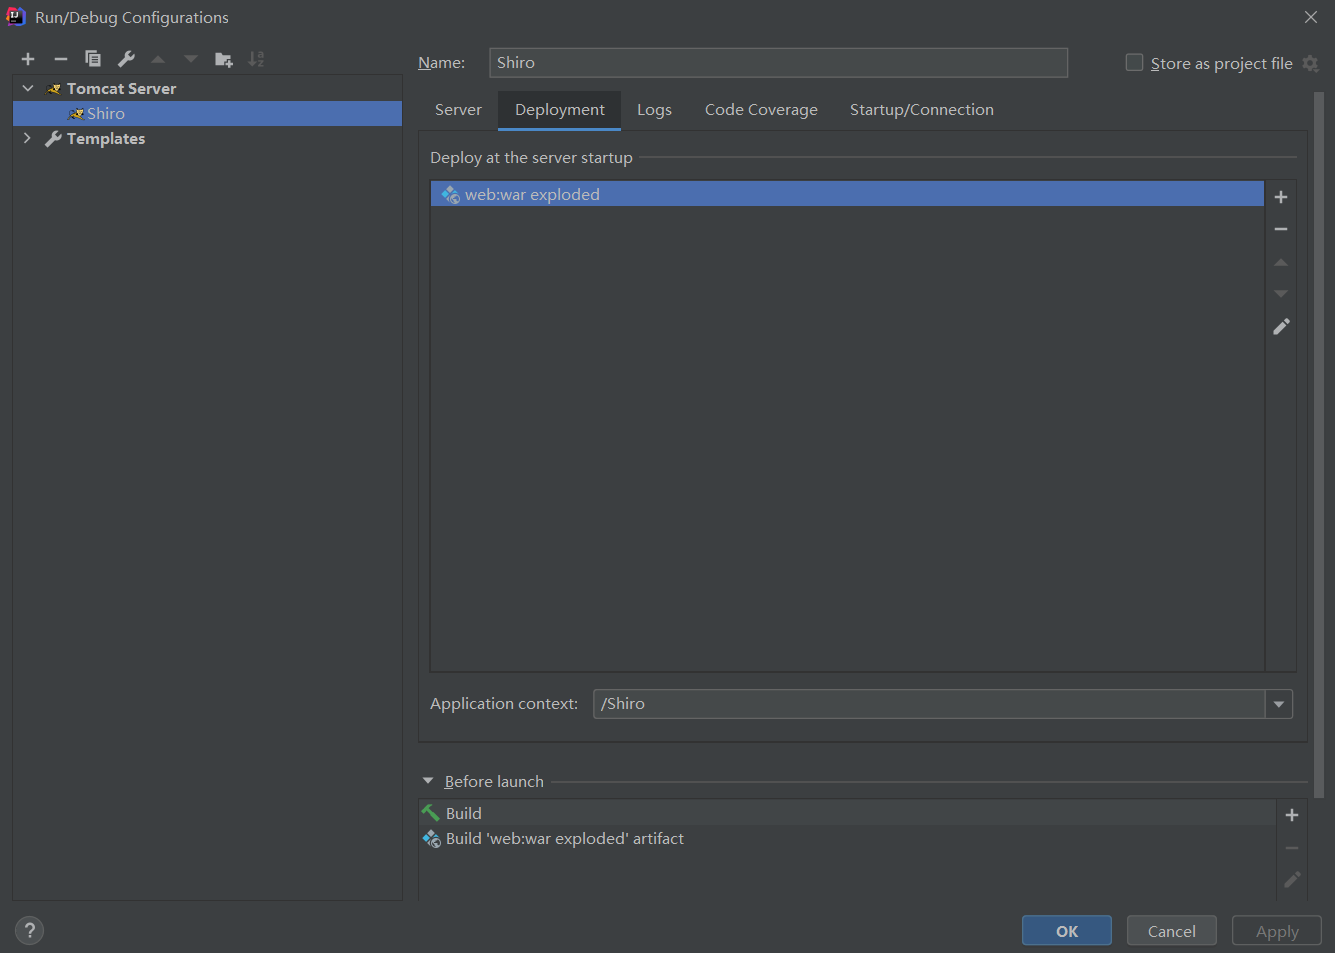 Run/Debug Configurations
Name: Shiro
Store as project file
Tomcat Server
Shiro
Templates
Server Deployment Logs Code Coverage Startup/Connection
Deploy at the server startup
web:war exploded
Application context: /Shiro
Before launch
Build
Build 'web:war exploded' artifact
?
OK Cancel Apply